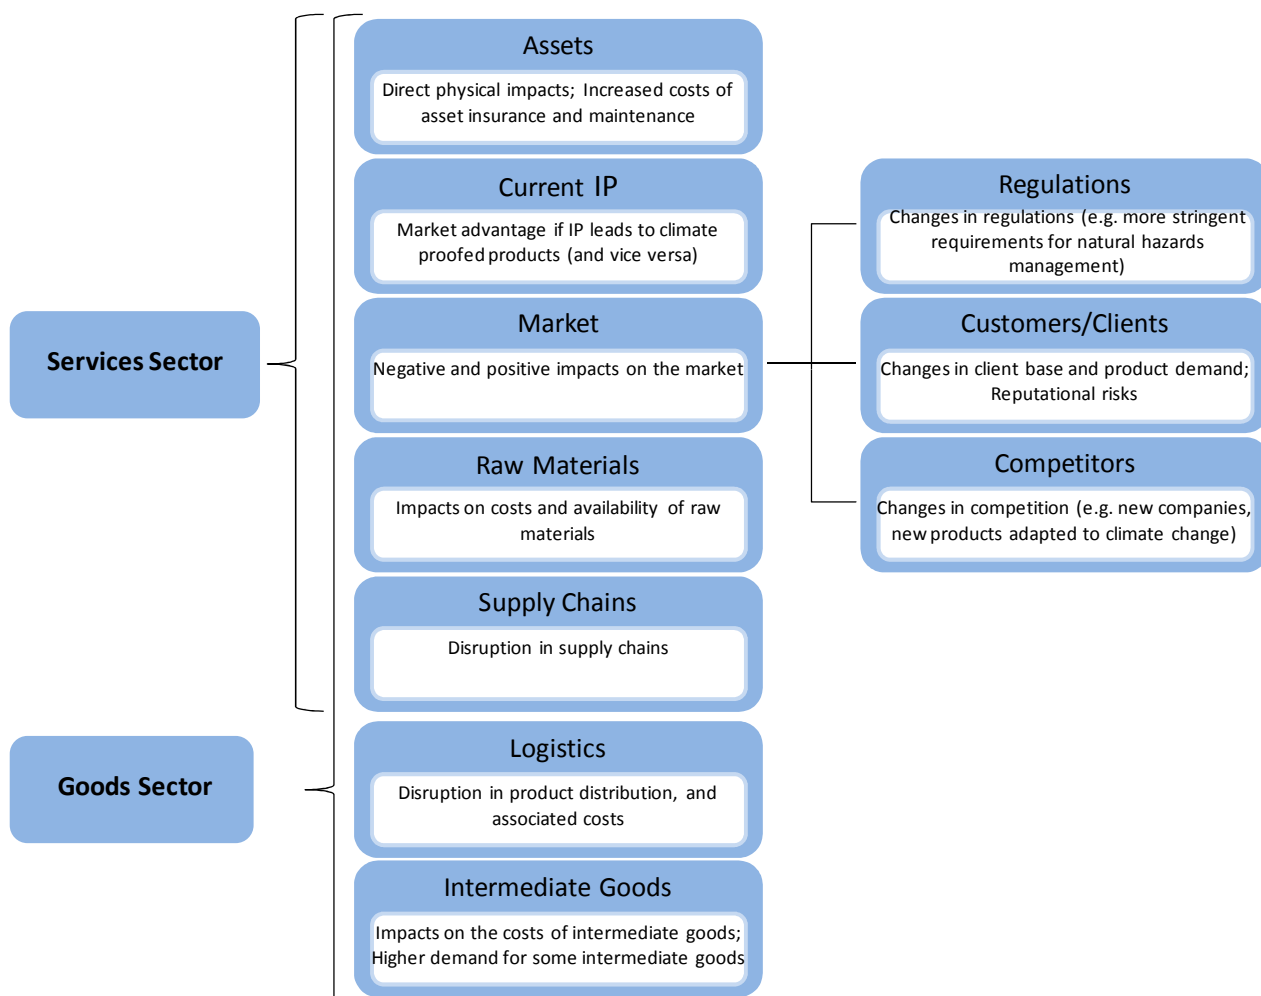 Services Sector
Goods Sector
Assets
Direct physical impacts; Increased costs of
asset insurance and maintenance
Current IP
Market advantage if IP leads to climate
proofed products (and vice versa)
Market
Negative and positive impacts on the market
Raw Materials
Impacts on costs and availability of raw
materials
Supply Chains
Disruption in supply chains
Logistics
Disruption in product distribution, and
associated costs
Intermediate Goods
Impacts on the costs of intermediate goods;
Higher demand for some intermediate goods
Regulations
Changes in regulations (e.g. more stringent
requirements for natural hazards
management)
Customers/Clients
Changes in client base and product demand;
Reputational risks
Competitors
Changes in competition (e.g. new companies,
new products adapted to climate change)